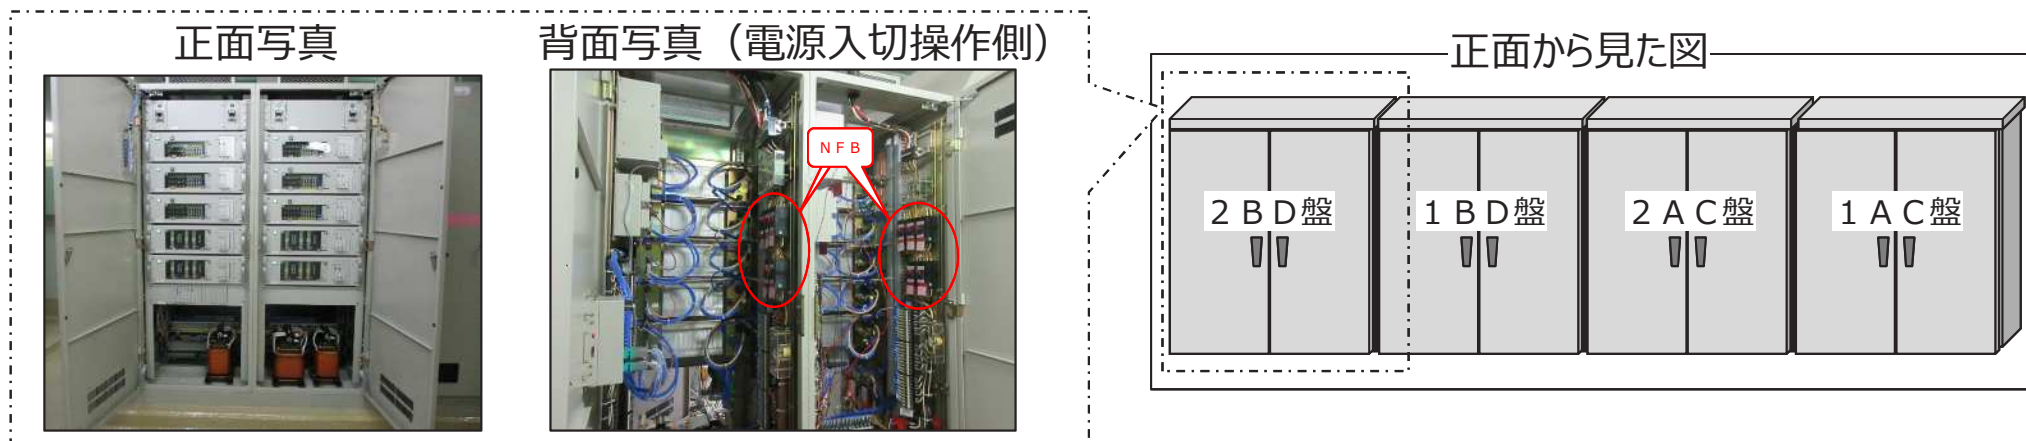 正面写真
背面写真（電源入切操作側）
ＮＦＢ
正面から見た図
２ＢＤ盤
１ＢＤ盤
２ＡＣ盤
１ＡＣ盤